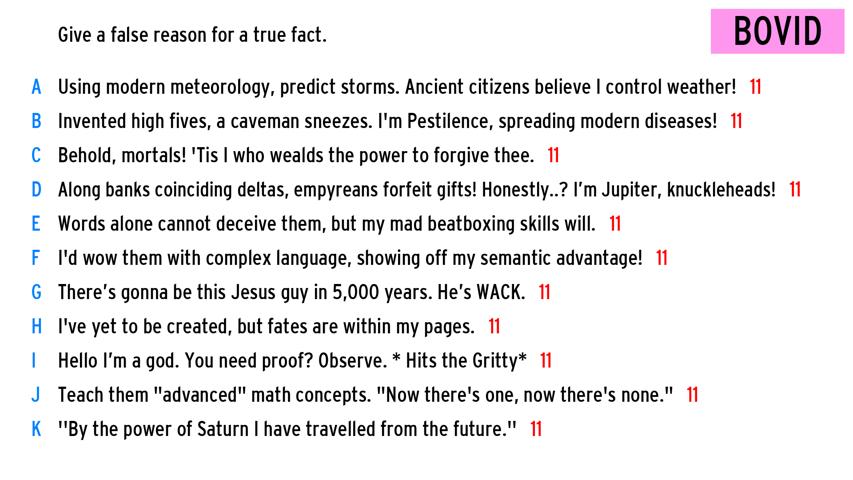 Give a false reason for a true fact.
BOVID
A Using modern meteorology, predict storms. Ancient citizens believe I control weather! 11
B Invented high fives, a caveman sneezes. I'm Pestilence, spreading modern diseases! 11
C Behold, mortals! 'Tis I who wealds the power to forgive thee. 11
D Along banks coinciding deltas, empyreans forfeit gifts! Honestly..? I'm Jupiter, knuckleheads! 11
E Words alone cannot deceive them, but my mad beatboxing skills will. 11
F I'd wow them with complex language, showing off my semantic advantage! 11
G There's gonna be this Jesus guy in 5,000 years. He's WACK. 11
H I've yet to be created, but fates are within my pages. 11
I Hello I'm a god. You need proof? Observe. * Hits the Gritty* 11
J Teach them "advanced" math concepts. "Now there's one, now there's none." 11
K "By the power of Saturn I have travelled from the future." 11